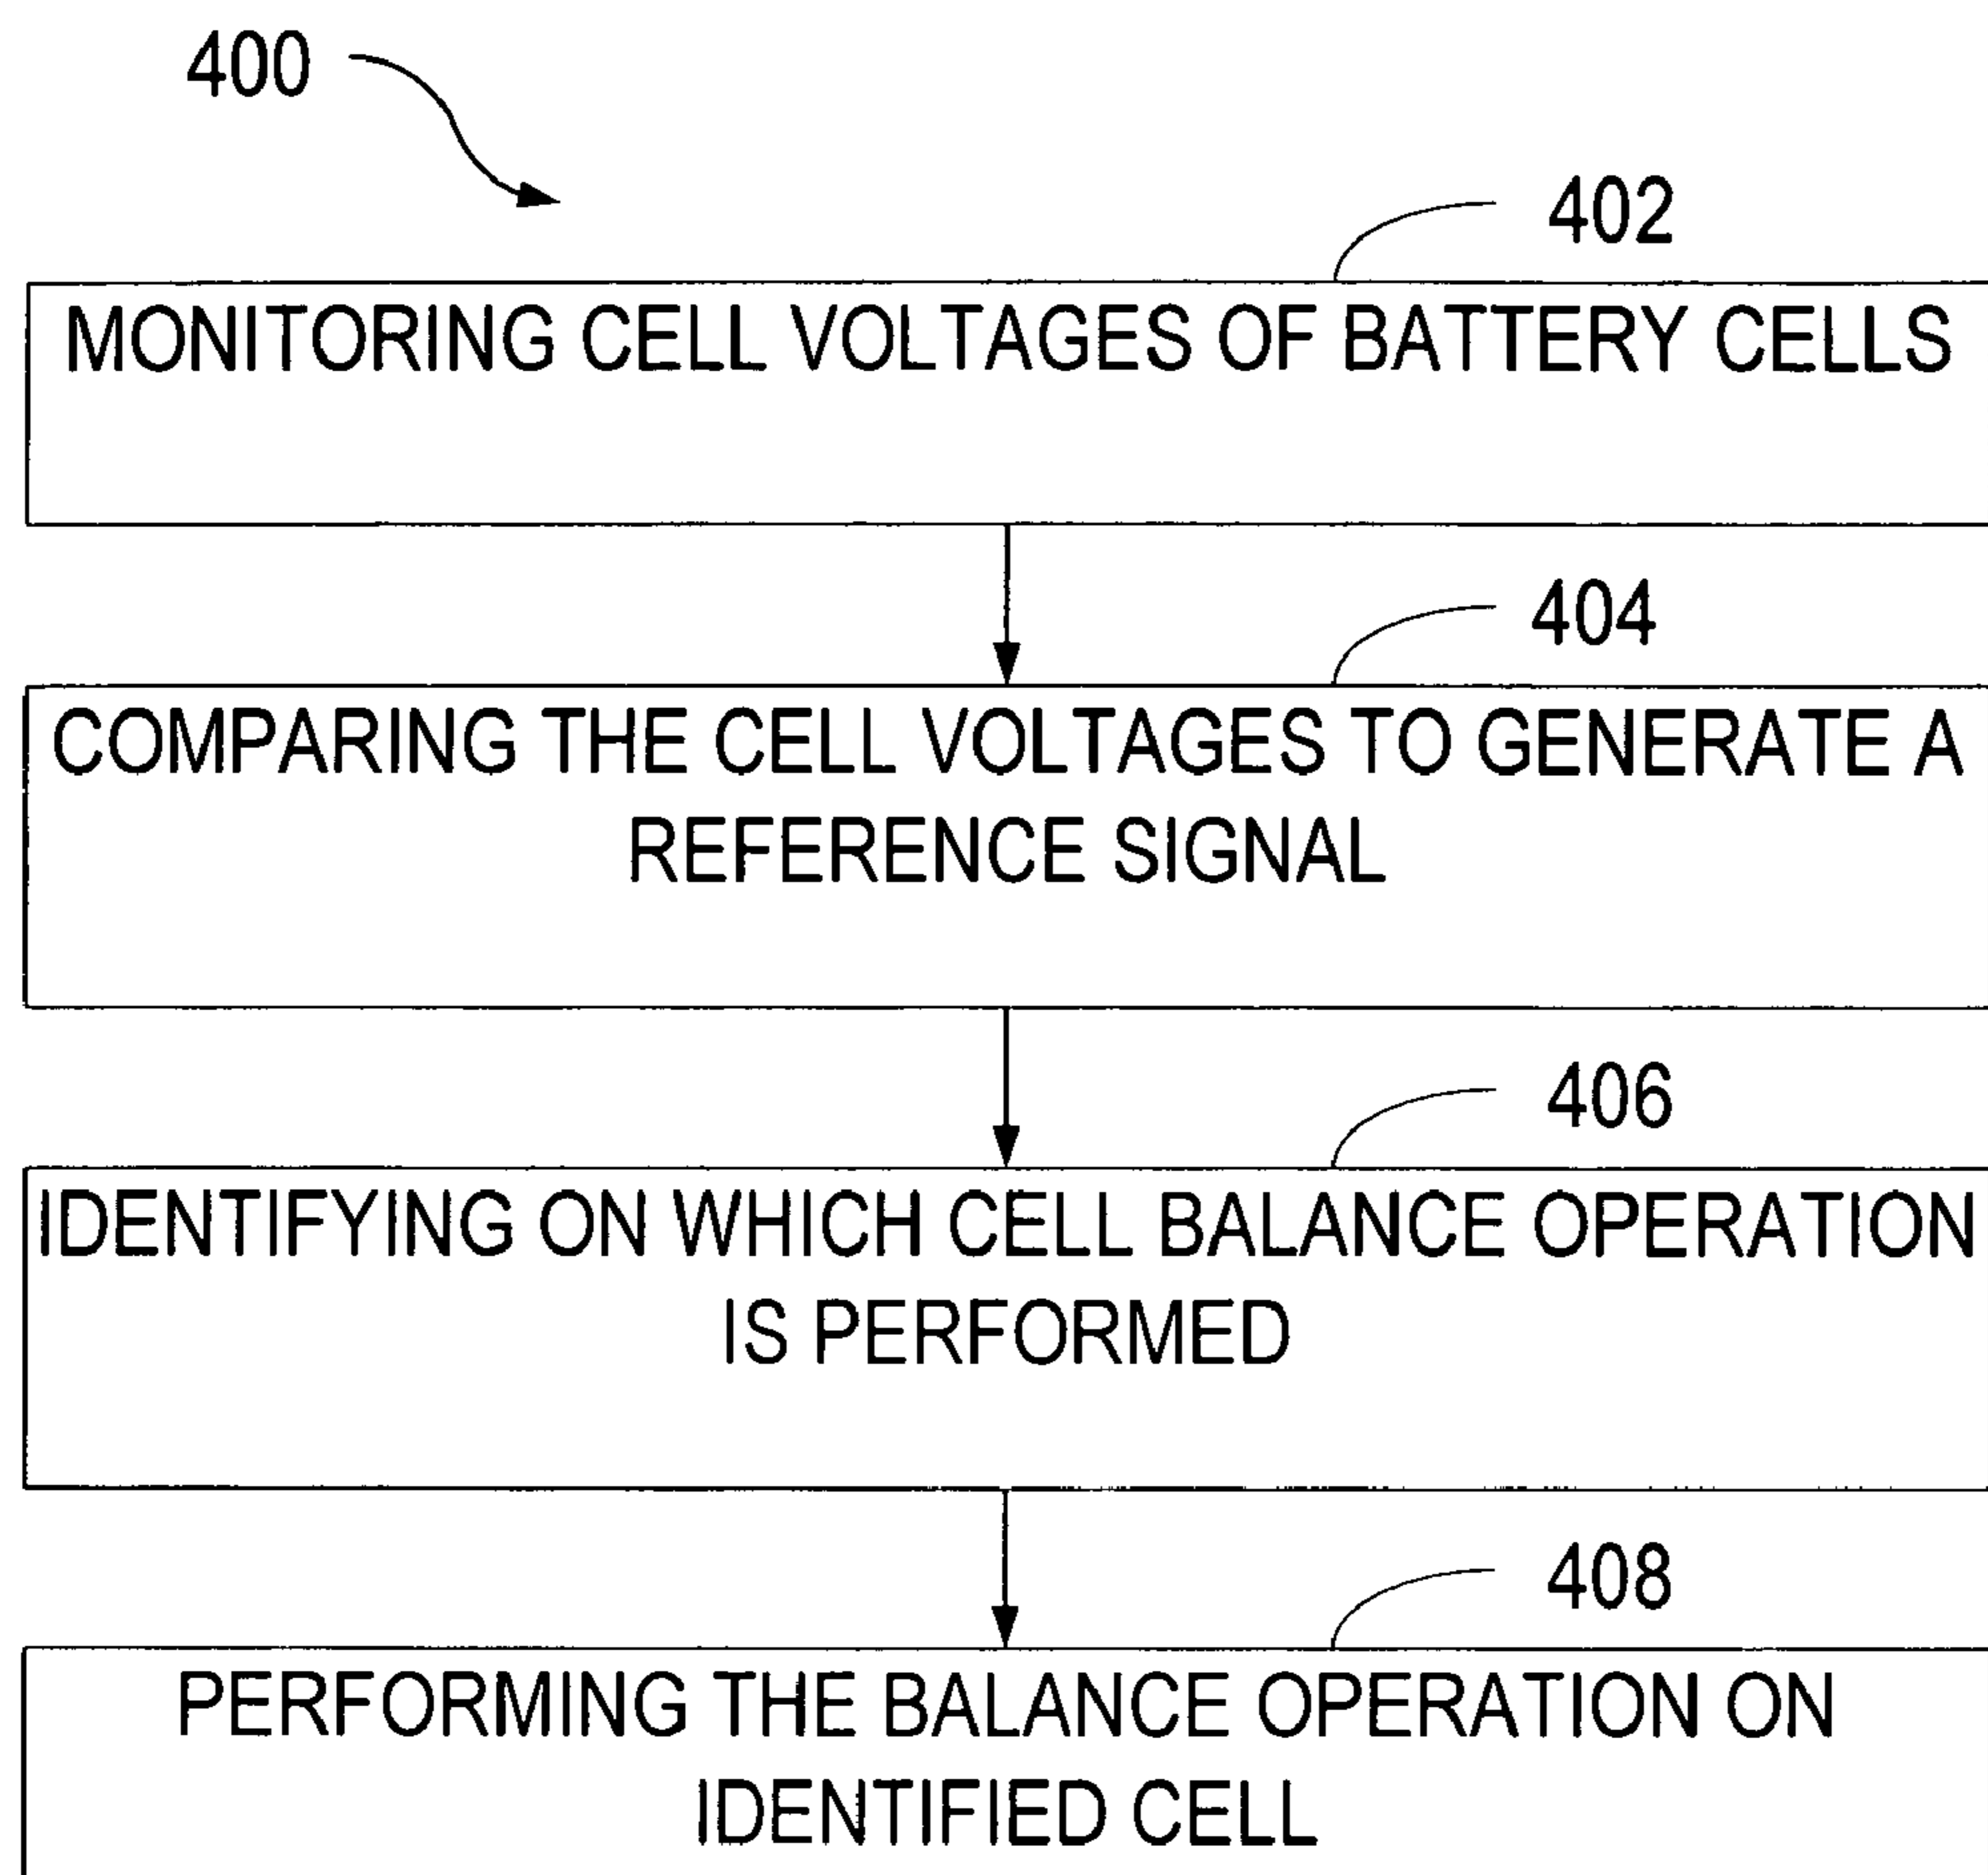 400
402
MONITORING CELL VOLTAGES OF BATTERY CELLS
404
COMPARING THE CELL VOLTAGES TO GENERATE A
REFERENCE SIGNAL
406
IDENTIFYING ON WHICH CELL BALANCE OPERATION
IS PERFORMED
408
PERFORMING THE BALANCE OPERATION ON
IDENTIFIED CELL